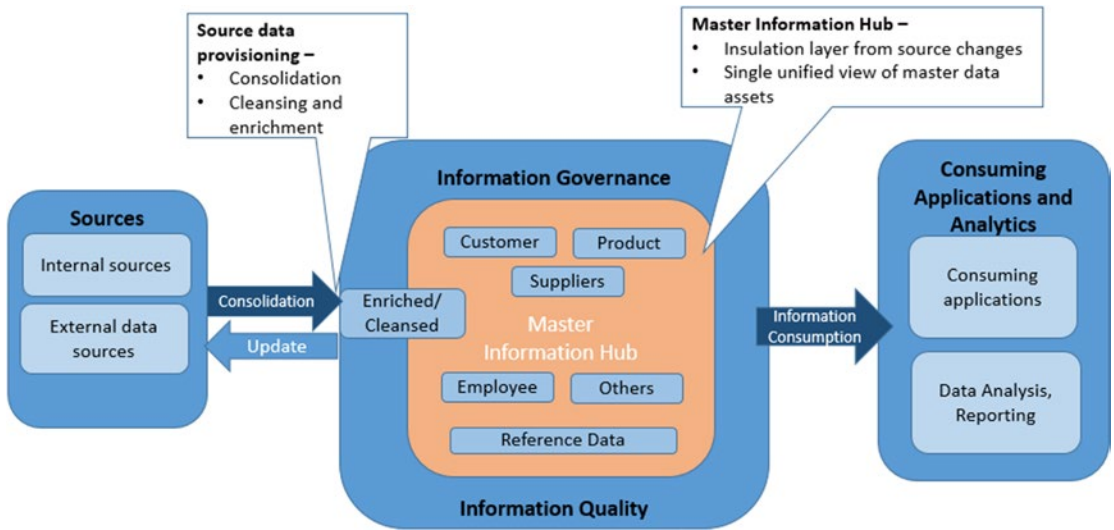 Source data
provisioning –
• Consolidation
• Cleansing and
enrichment
Master Information Hub –
• Insulation layer from source changes
• Single unified view of master data
assets
Sources
Internal sources
External data
sources
Consolidation
Update
Information Governance
Customer
Product
Suppliers
Enriched/
Cleansed
Master
Information Hub
Employee
Others
Reference Data
Information Quality
Information
Consumption
Consuming
Applications and
Analytics
Consuming
applications
Data Analysis,
Reporting